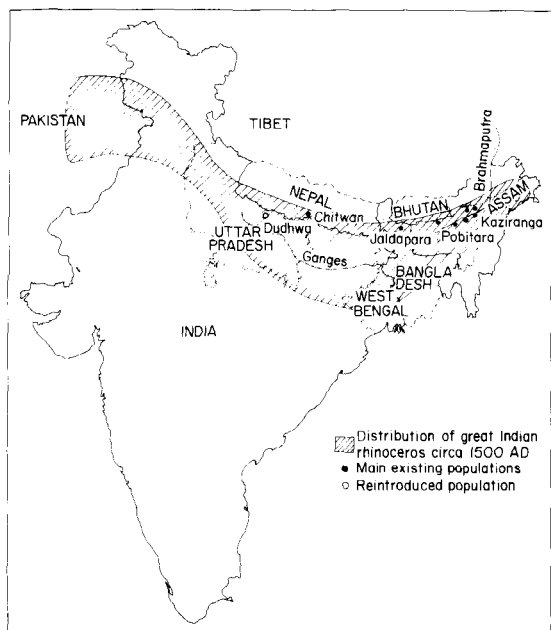 PAKISTAN
TIBET
Brahmaputra
NEPAL
BHUTAN
ASSAM
Chitwan
Dudhwa
Kaziranga
Jaldapara
Pobitara
UTTAR
PRADESH
Ganges
BANGLA
DESH
WEST
BENGAL
INDIA
Distribution of great Indian
rhinoceros circa 1500 AD
Main existing populations
Reintroduced population